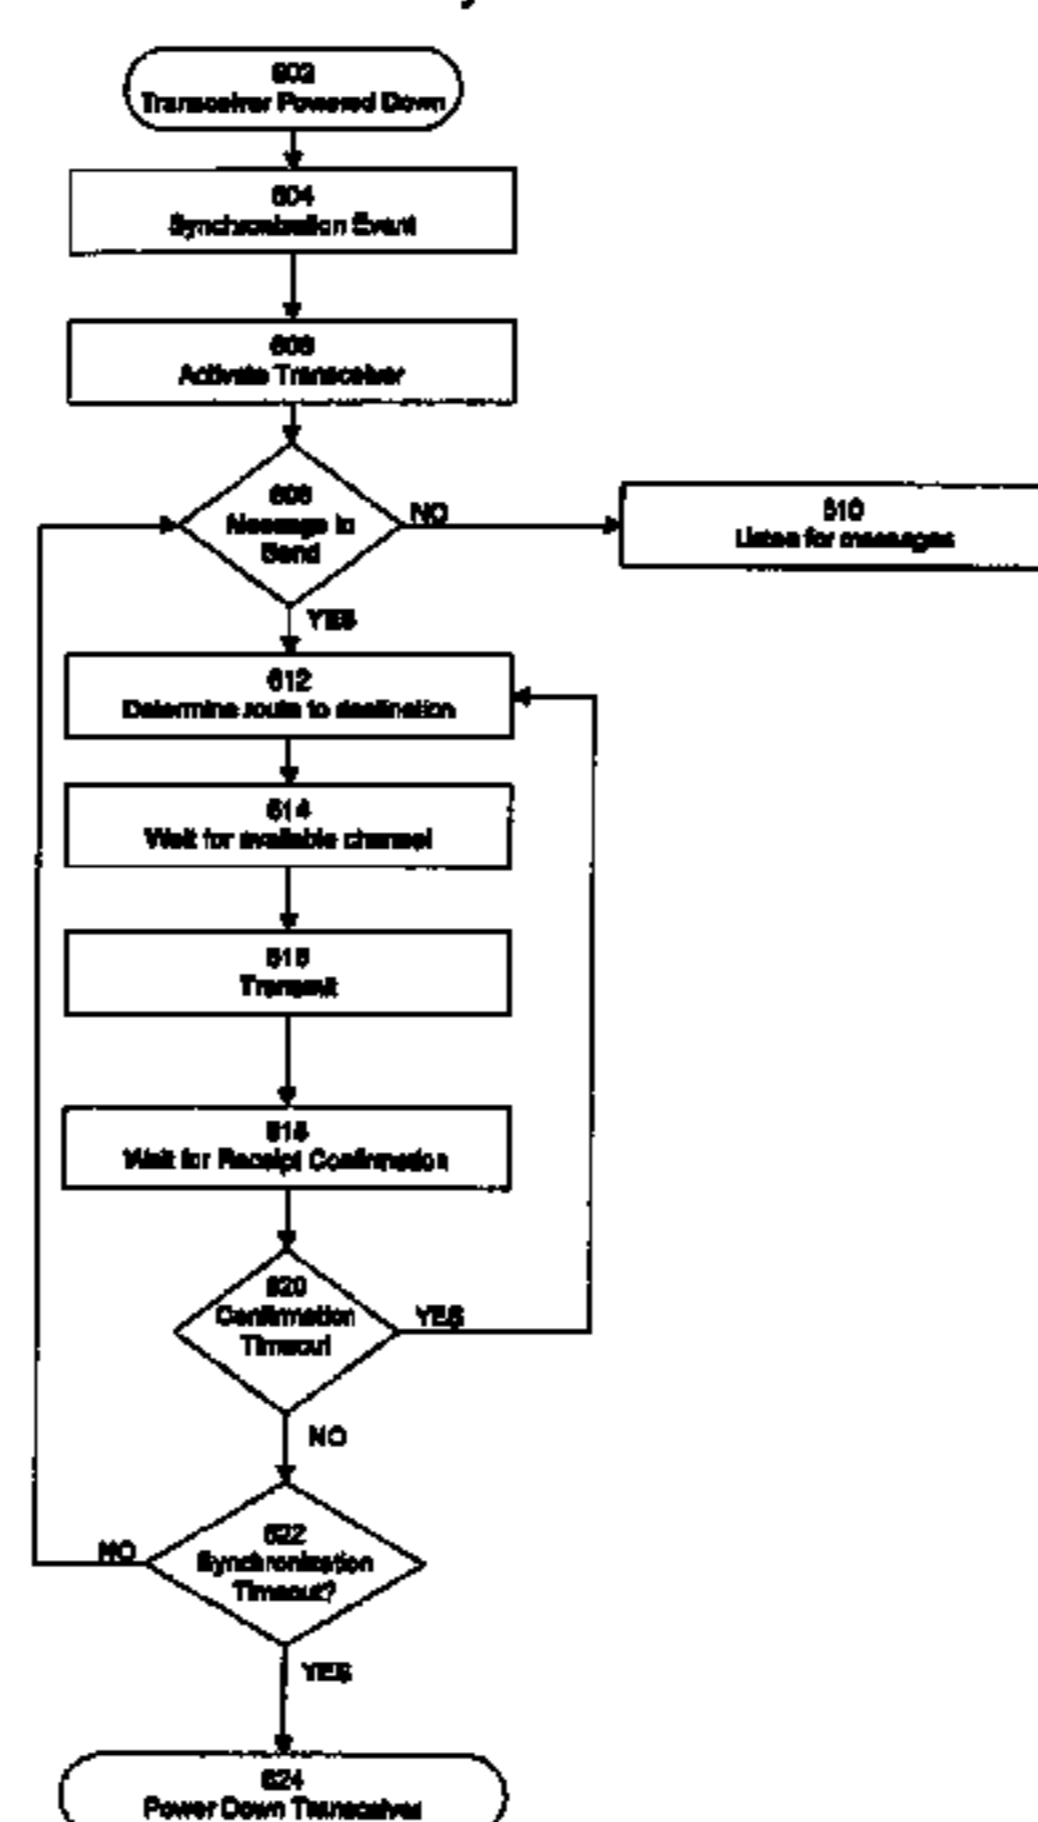 602
Transceiver Powered Down
604
Synchronization Event
606
Activate Transceiver
608
Message to
Send
NO
610
Listen for messages
YES
612
Determine route to destination
614
Wait for available channel
616
Transmit
618
Wait for Receipt Confirmation
620
Confirmation
Timeout
YES
NO
622
Synchronization
Timeout?
NO
YES
624
Power Down Transceiver